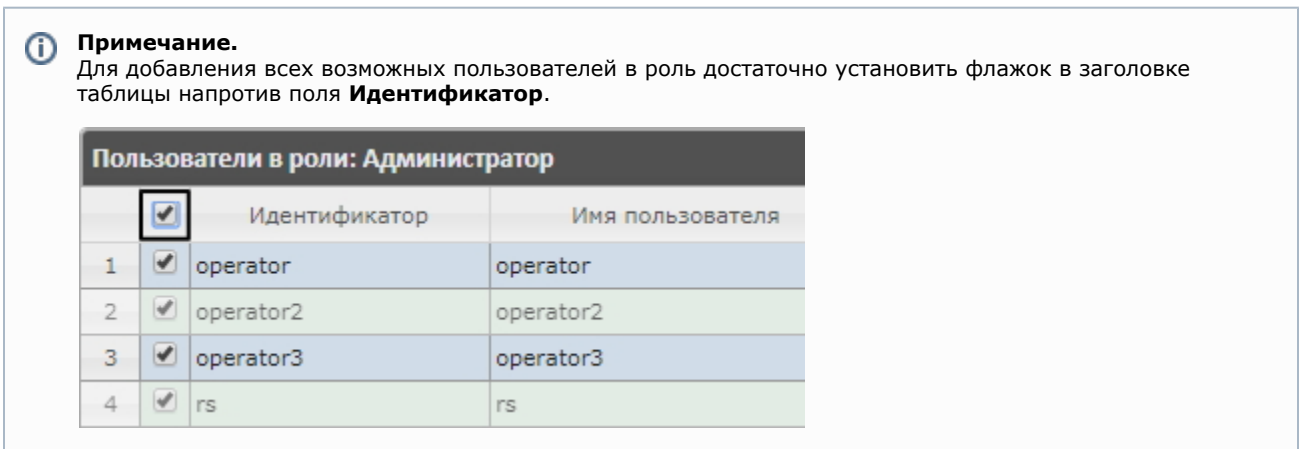 Примечание.
Для добавления всех возможных пользователей в роль достаточно установить флажок в заголовке
таблицы напротив поля Идентификатор.
Пользователи в роли: Администратор
Идентификатор Имя пользователя
1 operator operator
2 operator2 operator2
3 operator3 operator3
4 rs rs